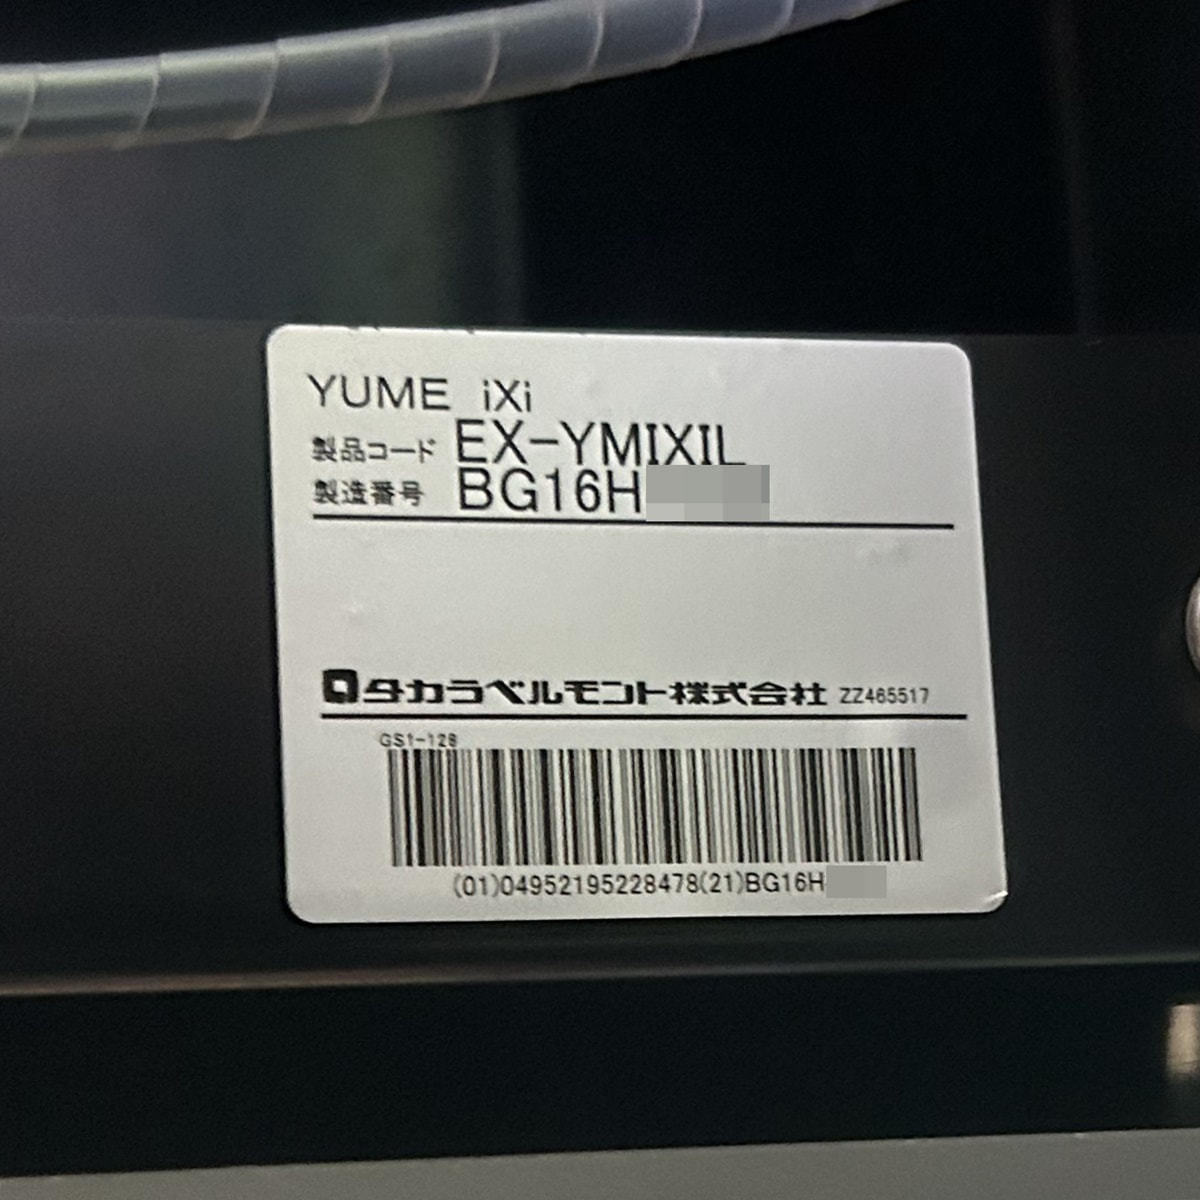 YUME iXi
製品コード EX-YMIXIL
製造番号 BG16H
タカラベルモント株式会社 ZZ465517
GS1-128
(01)04952195228478(21)BG16H